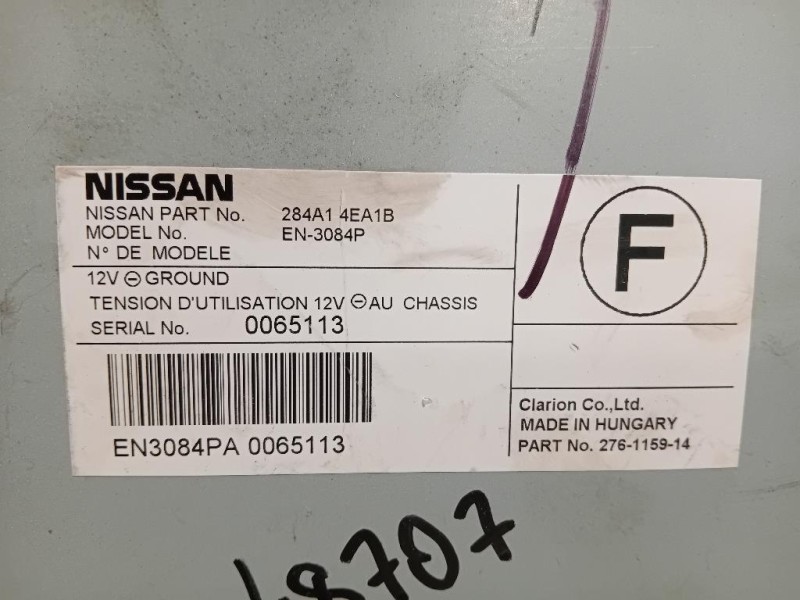 NISSAN
NISSAN PART No. 284A1 4EA1B
MODEL No. EN-3084P
N° DE MODELE
12V ⊖ GROUND
TENSION D'UTILISATION 12V ⊖ AU CHASSIS
SERIAL No. 0065113
EN3084PA 0065113
F
Clarion Co.,Ltd.
MADE IN HUNGARY
PART No. 276-1159-14
8707